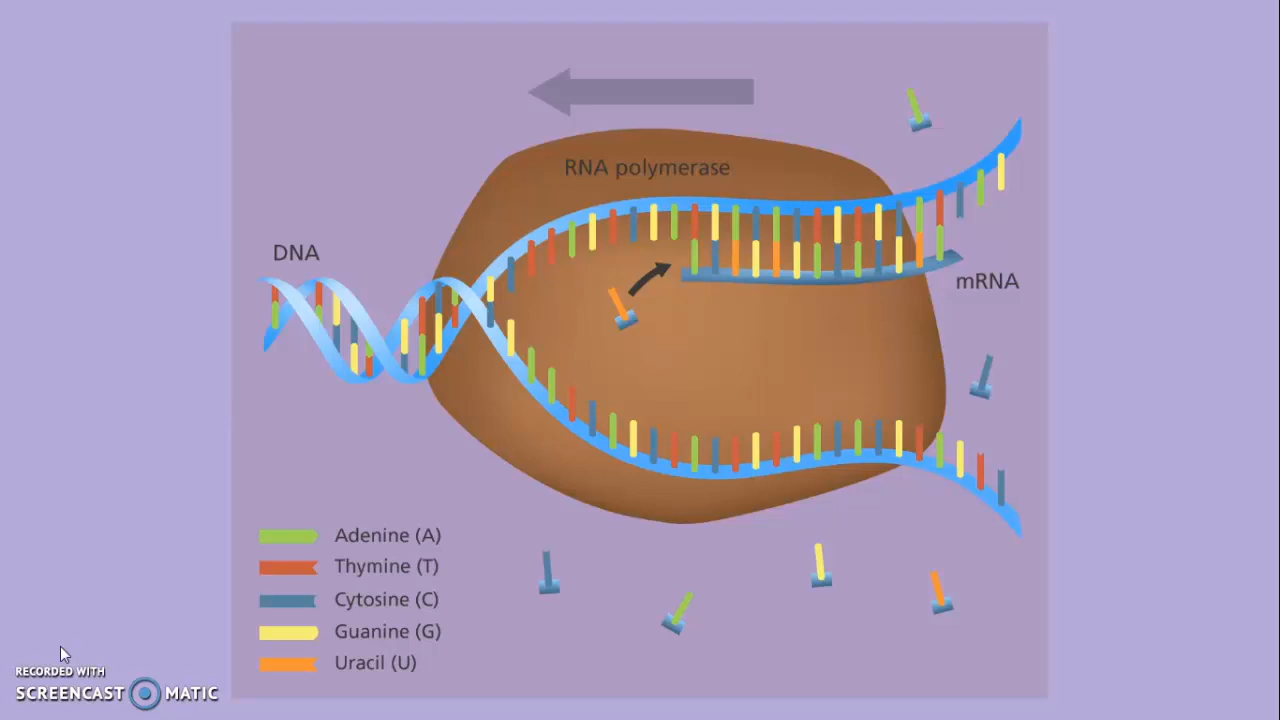 RNA polymerase
DNA
mRNA
Adenine (A)
Thymine (T)
Cytosine (C)
Guanine (G)
Uracil (U)
RECORDED WITH
SCREENCAST MATIC